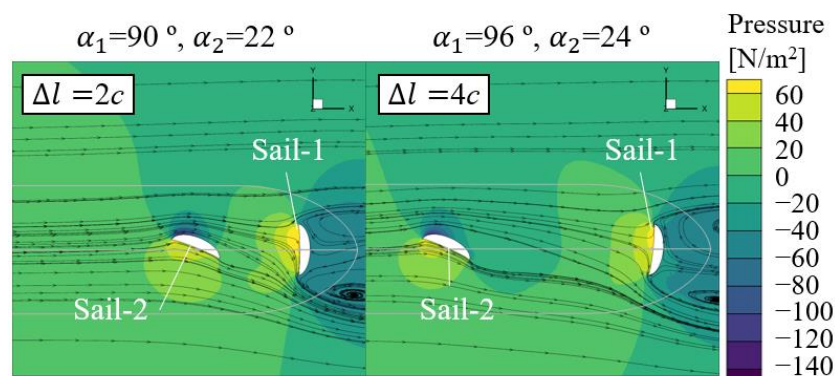 α₁=90 º, α₂=22 º
α₁=96 º, α₂=24 º
Pressure
[N/m²]
Δl =2c
Y
X
Z
Sail-1
Sail-2
Δl =4c
Y
X
Z
Sail-1
Sail-2
60
40
20
0
−20
−40
−60
−80
−100
−120
−140